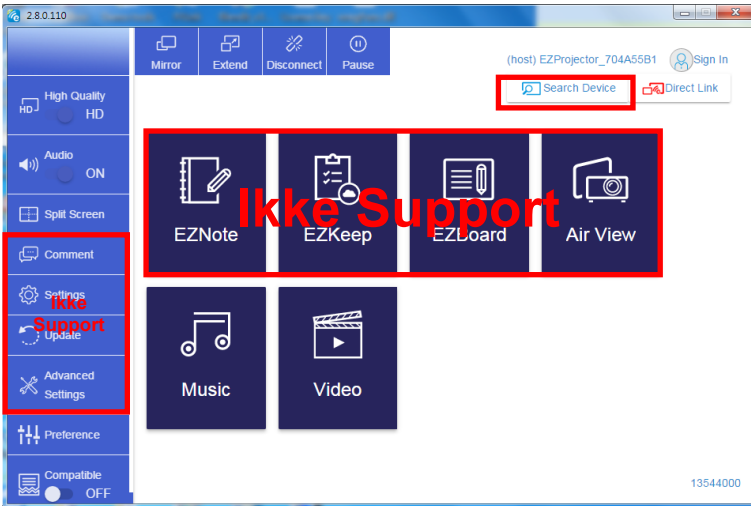 2.8.0.110
Mirror Extend Disconnect Pause
(host) EZProjector_704A55B1 Sign In
Search Device Direct Link
High Quality
HD HD
Audio
ON
Split Screen
Comment
Settings
Update
Advanced
Settings
Ikke
Support
Preference
Compatible
OFF
Ikke Support
EZNote EZKeep EZBoard Air View
Music Video
13544000